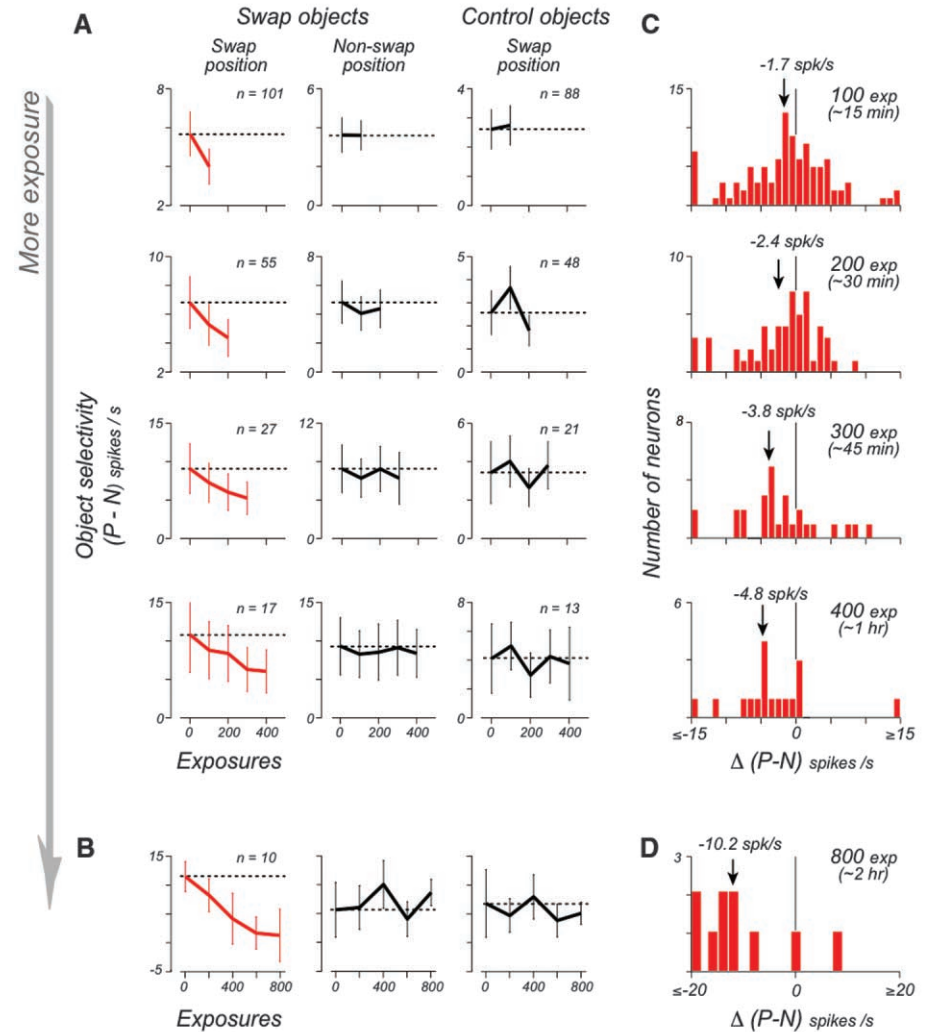 A
Swap objects
Control objects
Swap position
Non-swap position
Swap position
More exposure
Object selectivity
(P - N) spikes / s
8
n = 101
2
6
0
4
n = 88
0
10
n = 55
2
8
0
5
n = 48
0
15
n = 27
0
12
0
6
n = 21
0
15
n = 17
0
15
0
8
n = 13
0
0 200 400
0 200 400
0 200 400
Exposures
B
15
n = 10
-5
0 400 800
0 400 800
0 400 800
Exposures
C
Number of neurons
-1.7 spk/s
15
100 exp
(~15 min)
-2.4 spk/s
10
200 exp
(~30 min)
-3.8 spk/s
8
300 exp
(~45 min)
-4.8 spk/s
6
400 exp
(~1 hr)
≤-15 0 ≥15
Δ (P-N) spikes /s
D
-10.2 spk/s
3
800 exp
(~2 hr)
≤-20 0 ≥20
Δ (P-N) spikes /s